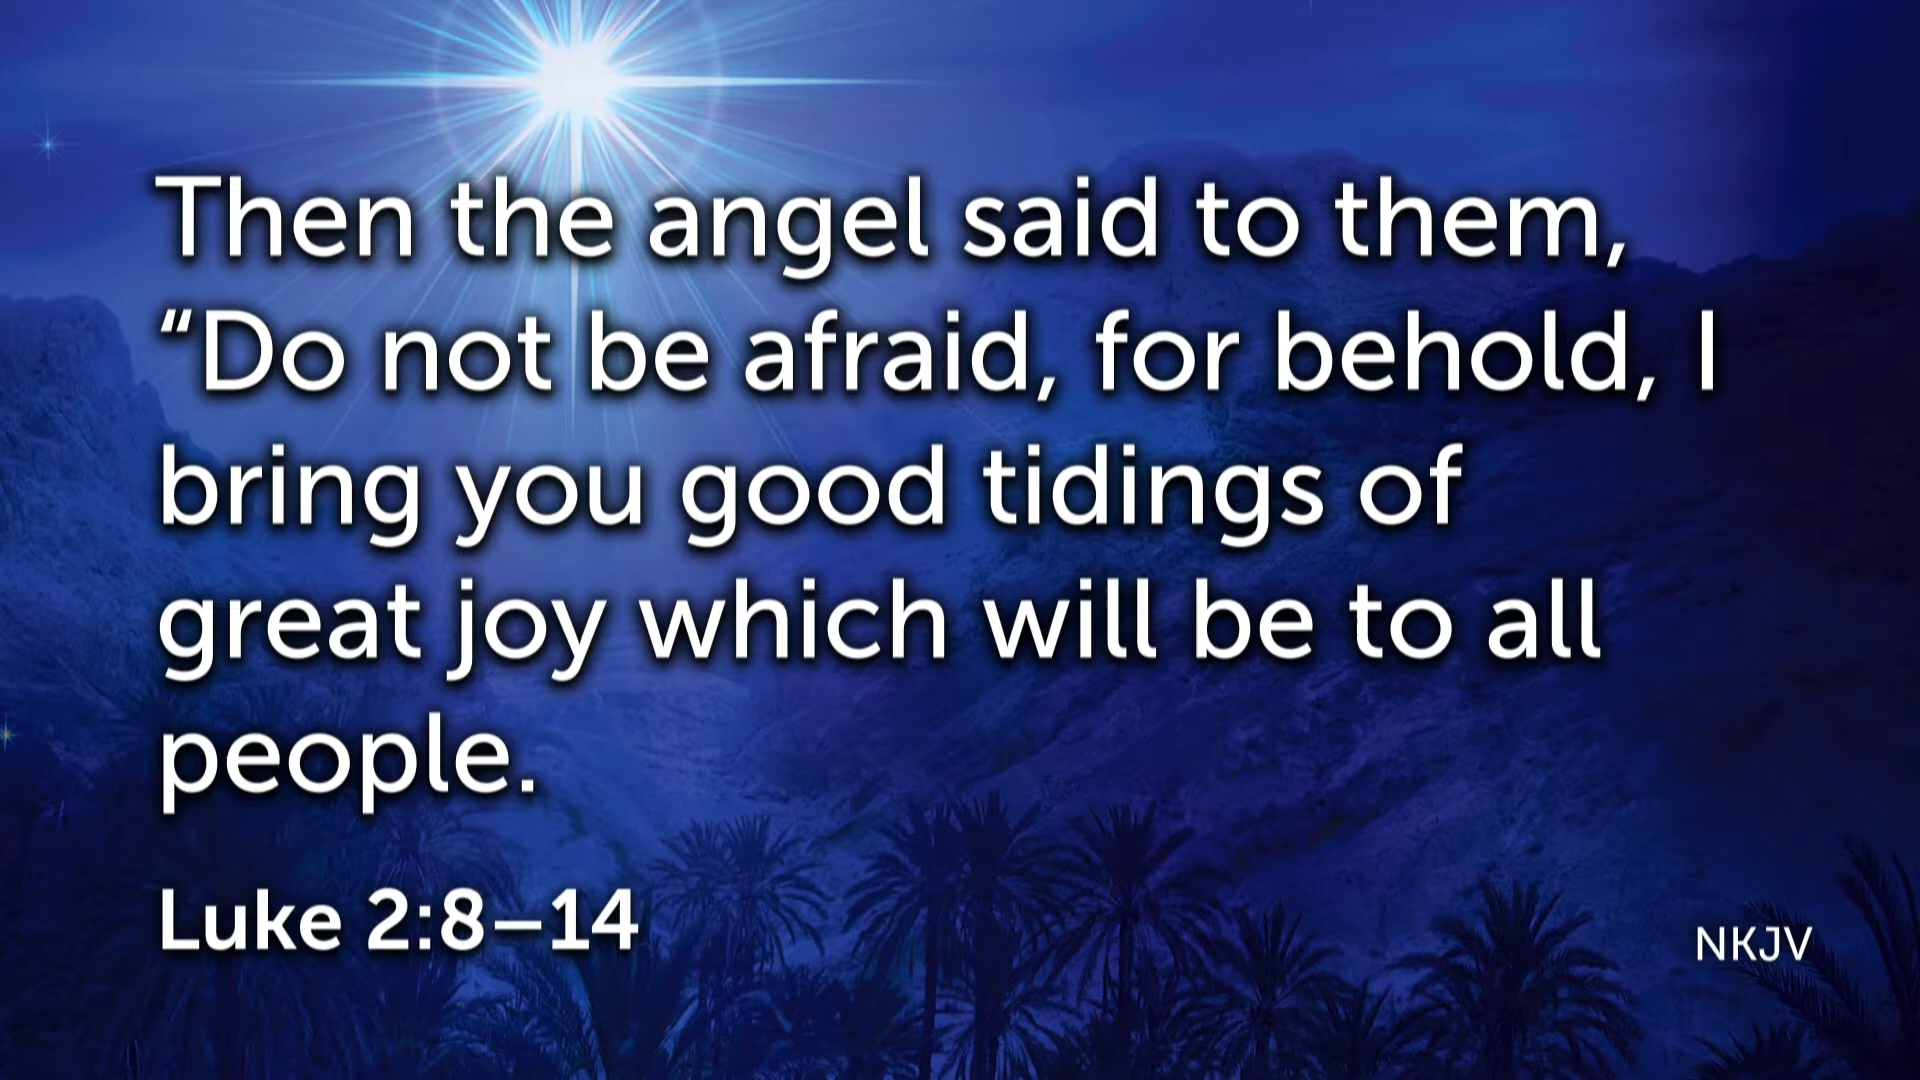 Then the angel said to them,
“Do not be afraid, for behold, I
bring you good tidings of
great joy which will be to all
people.
Luke 2:8–14
NKJV